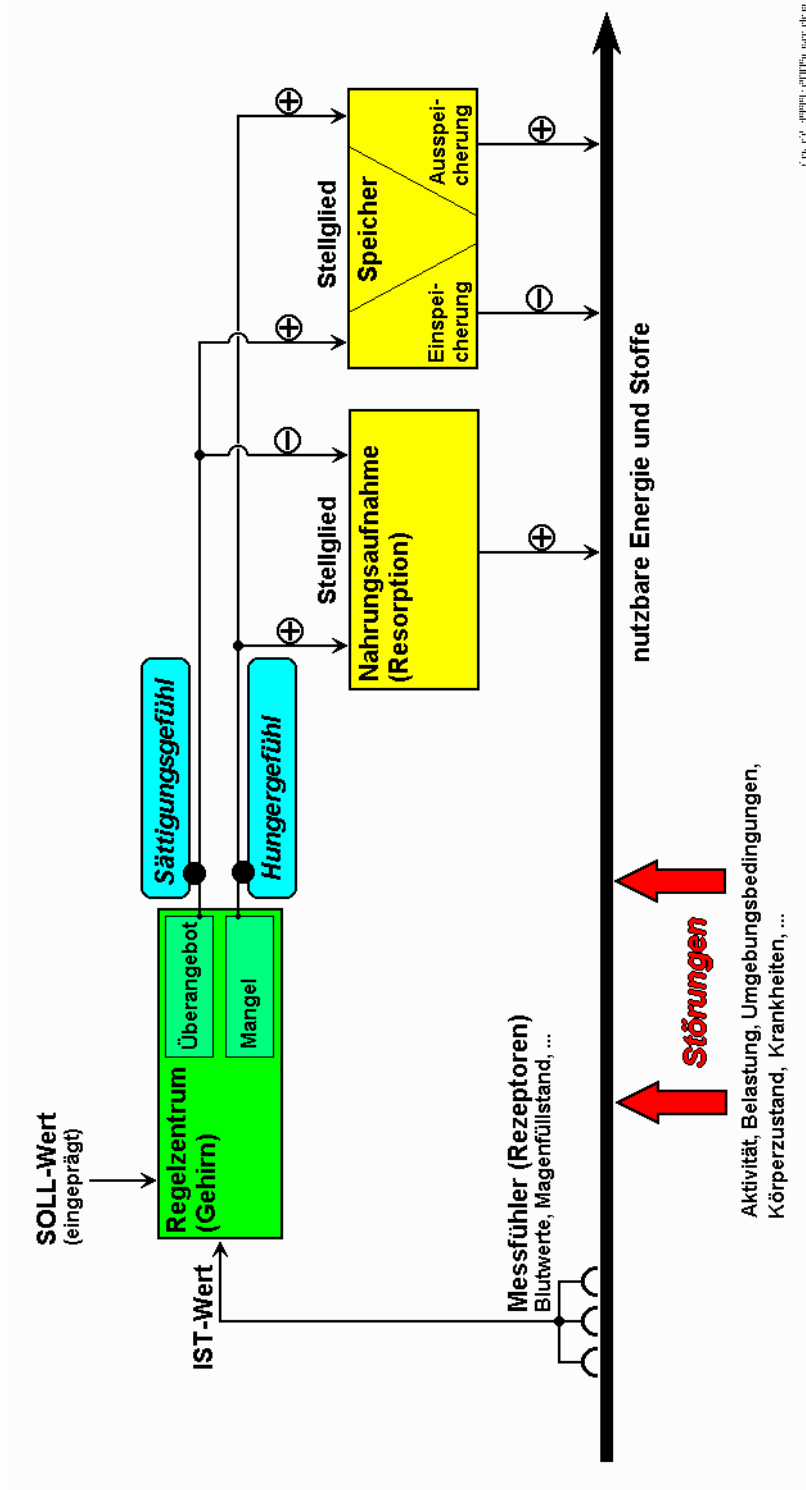 SOLL-Wert
(eingeprägt)
IST-Wert
Regelzentrum
(Gehirn)
Überangebot
Mangel
Sättigungsgefühl
Hungergefühl
Stellglied
Nahrungsaufnahme
(Resorption)
Stellglied
Speicher
Einspei-
cherung
Ausspei-
cherung
+
−
+
+
+
−
+
Messfühler (Rezeptoren)
Blutwerte, Magenfüllstand, ...
nutzbare Energie und Stoffe
Störungen
Aktivität, Belastung, Umgebungsbedingungen,
Körperzustand, Krankheiten, ...